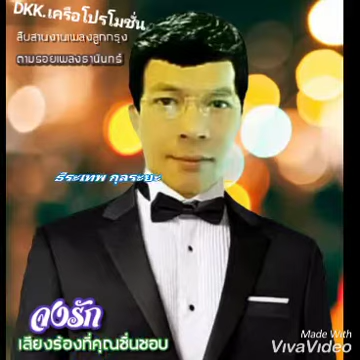 DKK.เครือโปรโมชั่น
สืบสานงานเพลงลูกกรุง
ตามรอยเพลงธานินทร์
ธีระเทพ กุลระยะ
จงรัก
เสียงร้องที่คุณชื่นชอบ
Made With
VivaVideo